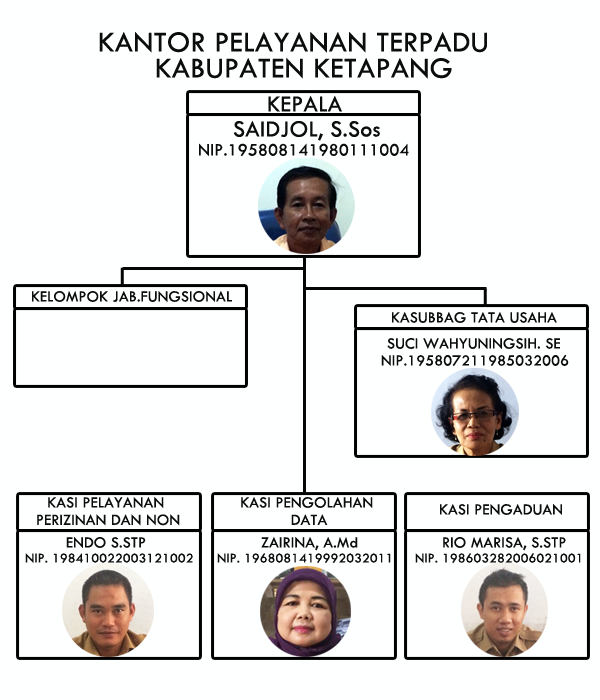 KANTOR PELAYANAN TERPADU
KABUPATEN KETAPANG
KEPALA
SAIDJOL, S.Sos
NIP.195808141980111004
KELOMPOK JAB.FUNGSIONAL
KASUBBAG TATA USAHA
SUCI WAHYUNINGSIH. SE
NIP.195807211985032006
KASI PELAYANAN
PERIZINAN DAN NON
ENDO S.STP
NIP. 198410022003121002
KASI PENGOLAHAN
DATA
ZAIRINA, A.Md
NIP. 1968081419992032011
KASI PENGADUAN
RIO MARISA, S.STP
NIP. 198603282006021001